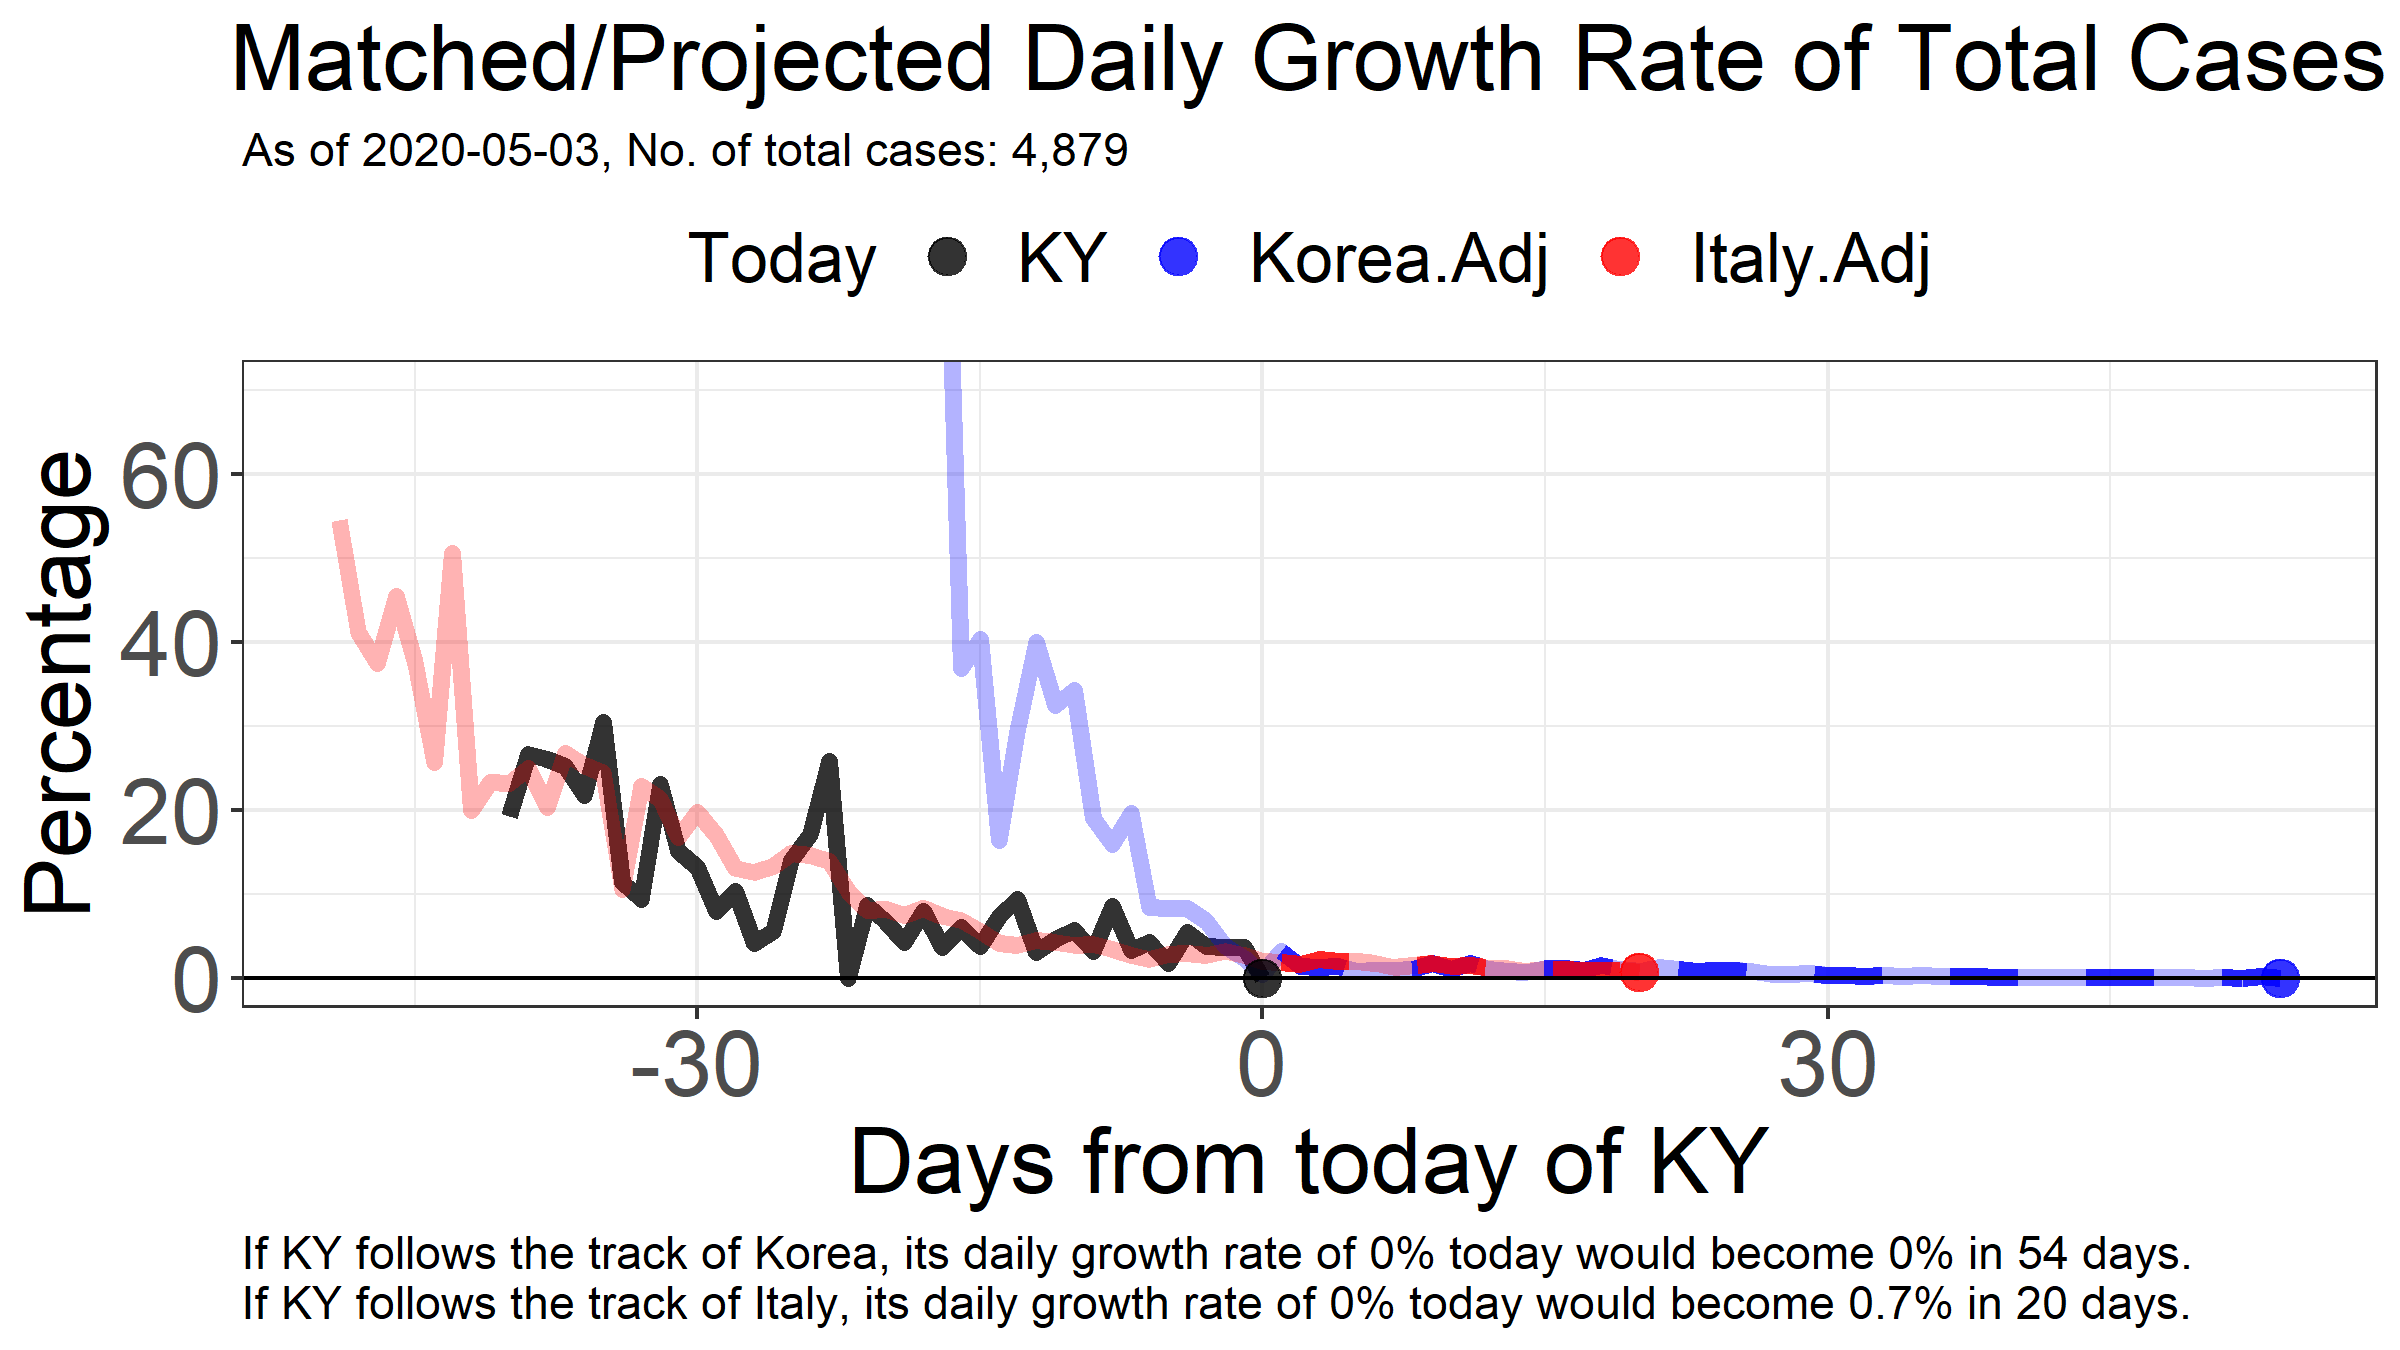 Matched/Projected Daily Growth Rate of Total Cases
As of 2020-05-03, No. of total cases: 4,879
Today KY Korea.Adj Italy.Adj
Percentage
60
40
20
0
-30 0 30
Days from today of KY
If KY follows the track of Korea, its daily growth rate of 0% today would become 0% in 54 days.
If KY follows the track of Italy, its daily growth rate of 0% today would become 0.7% in 20 days.